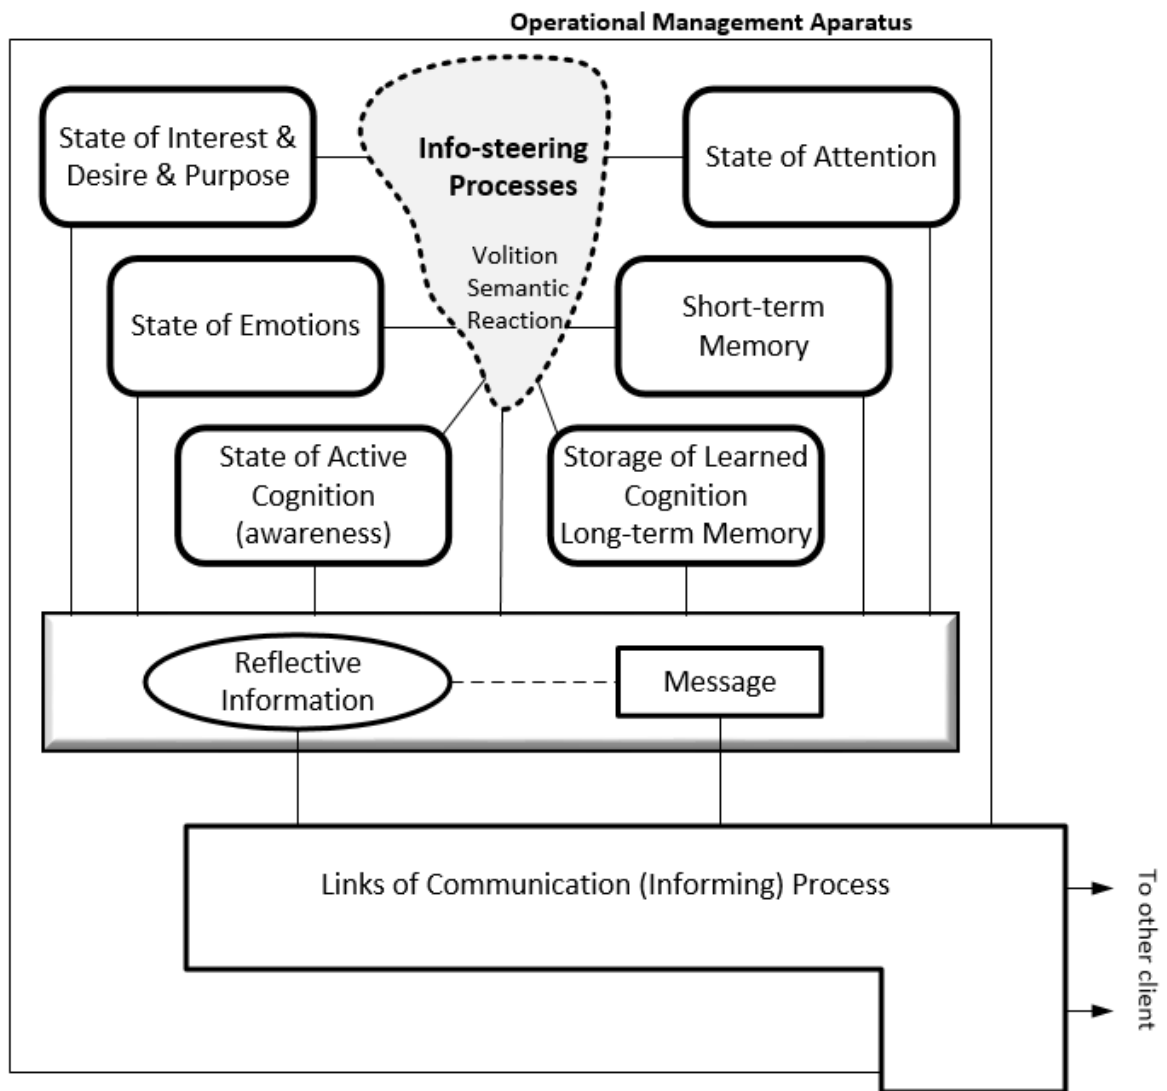 Operational Management Aparatus
State of Interest &
Desire & Purpose
Info-steering
Processes
State of Attention
Volition
Semantic
Reaction
State of Emotions
Short-term
Memory
State of Active
Cognition
(awareness)
Storage of Learned
Cognition
Long-term Memory
Reflective
Information
Message
Links of Communication (Informing) Process
To other client